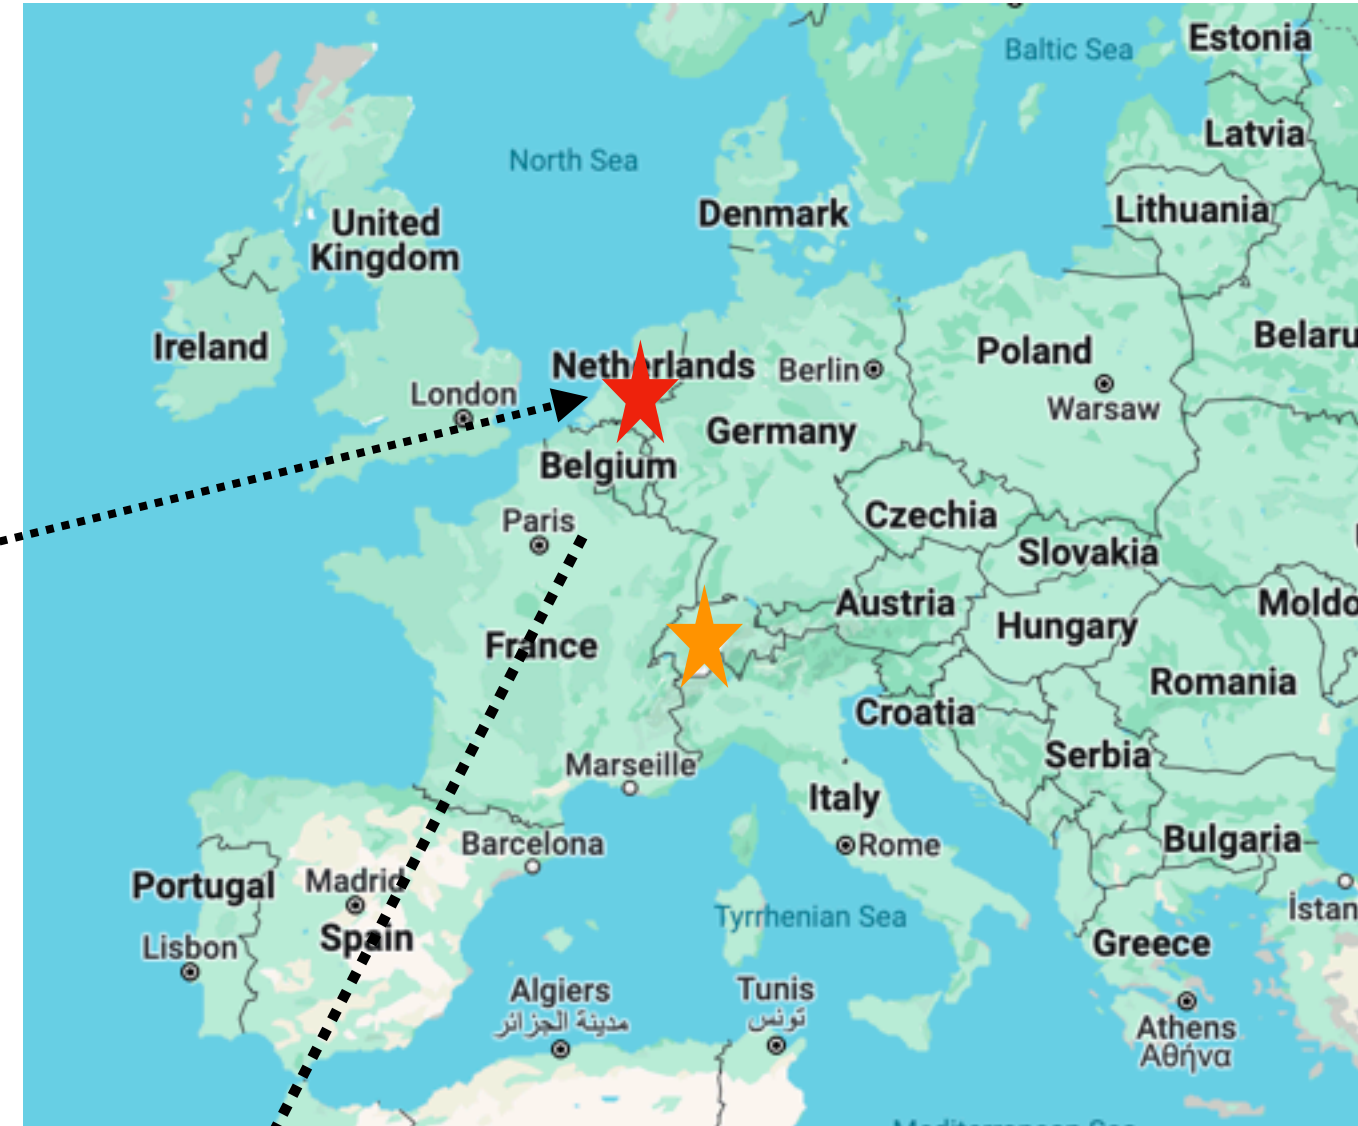 Baltic Sea
Estonia
Latvia
North Sea
Denmark
Lithuania
United
Kingdom
Ireland
Netherlands
Berlin
Poland
Belaru
London
Warsaw
Germany
Belgium
Paris
Czechia
Slovakia
Austria
Moldo
Hungary
France
Romania
Croatia
Serbia
Marseille
Italy
Barcelona
Rome
Bulgaria
Portugal
Madrid
İstan
Tyrrhenian Sea
Spain
Lisbon
Greece
Algiers
مدينة الجزائر
Tunis
تونس
Athens
Αθήνα
Mediterranean Sea